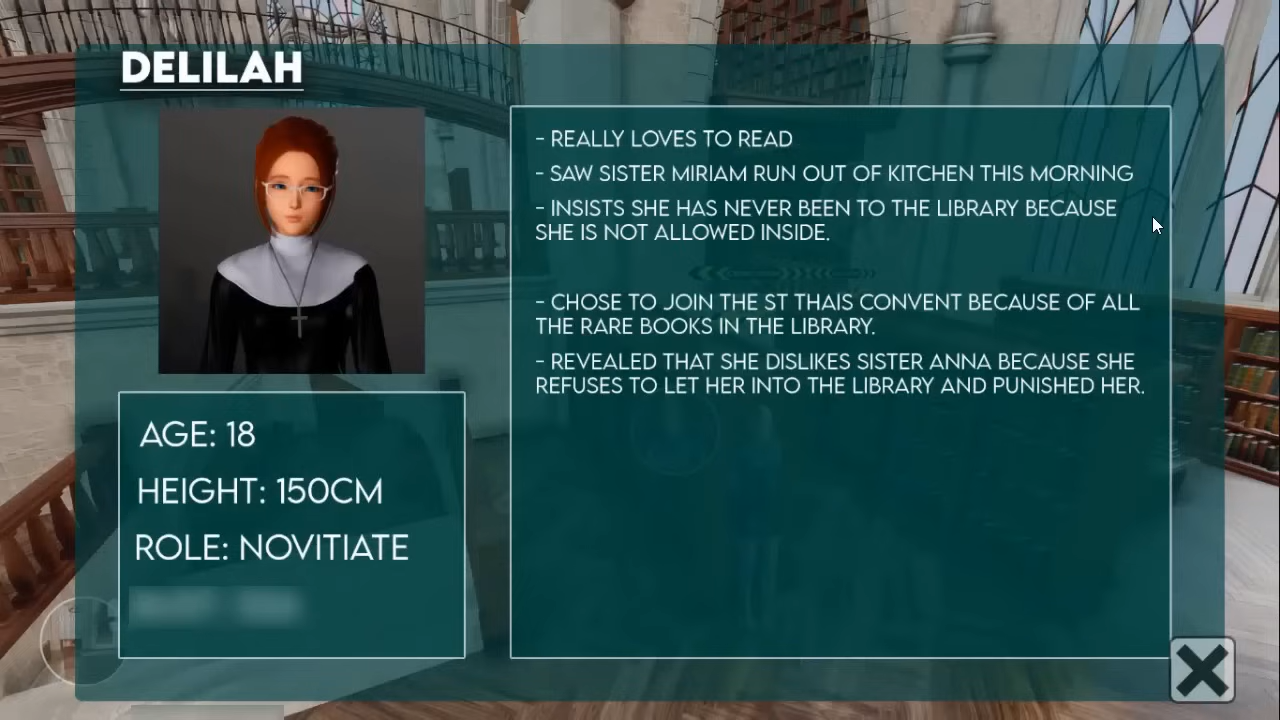 DELILAH
- REALLY LOVES TO READ
- SAW SISTER MIRIAM RUN OUT OF KITCHEN THIS MORNING
- INSISTS SHE HAS NEVER BEEN TO THE LIBRARY BECAUSE
SHE IS NOT ALLOWED INSIDE.
- CHOSE TO JOIN THE ST THAIS CONVENT BECAUSE OF ALL
THE RARE BOOKS IN THE LIBRARY.
- REVEALED THAT SHE DISLIKES SISTER ANNA BECAUSE SHE
REFUSES TO LET HER INTO THE LIBRARY AND PUNISHED HER.
AGE: 18
HEIGHT: 150CM
ROLE: NOVITIATE